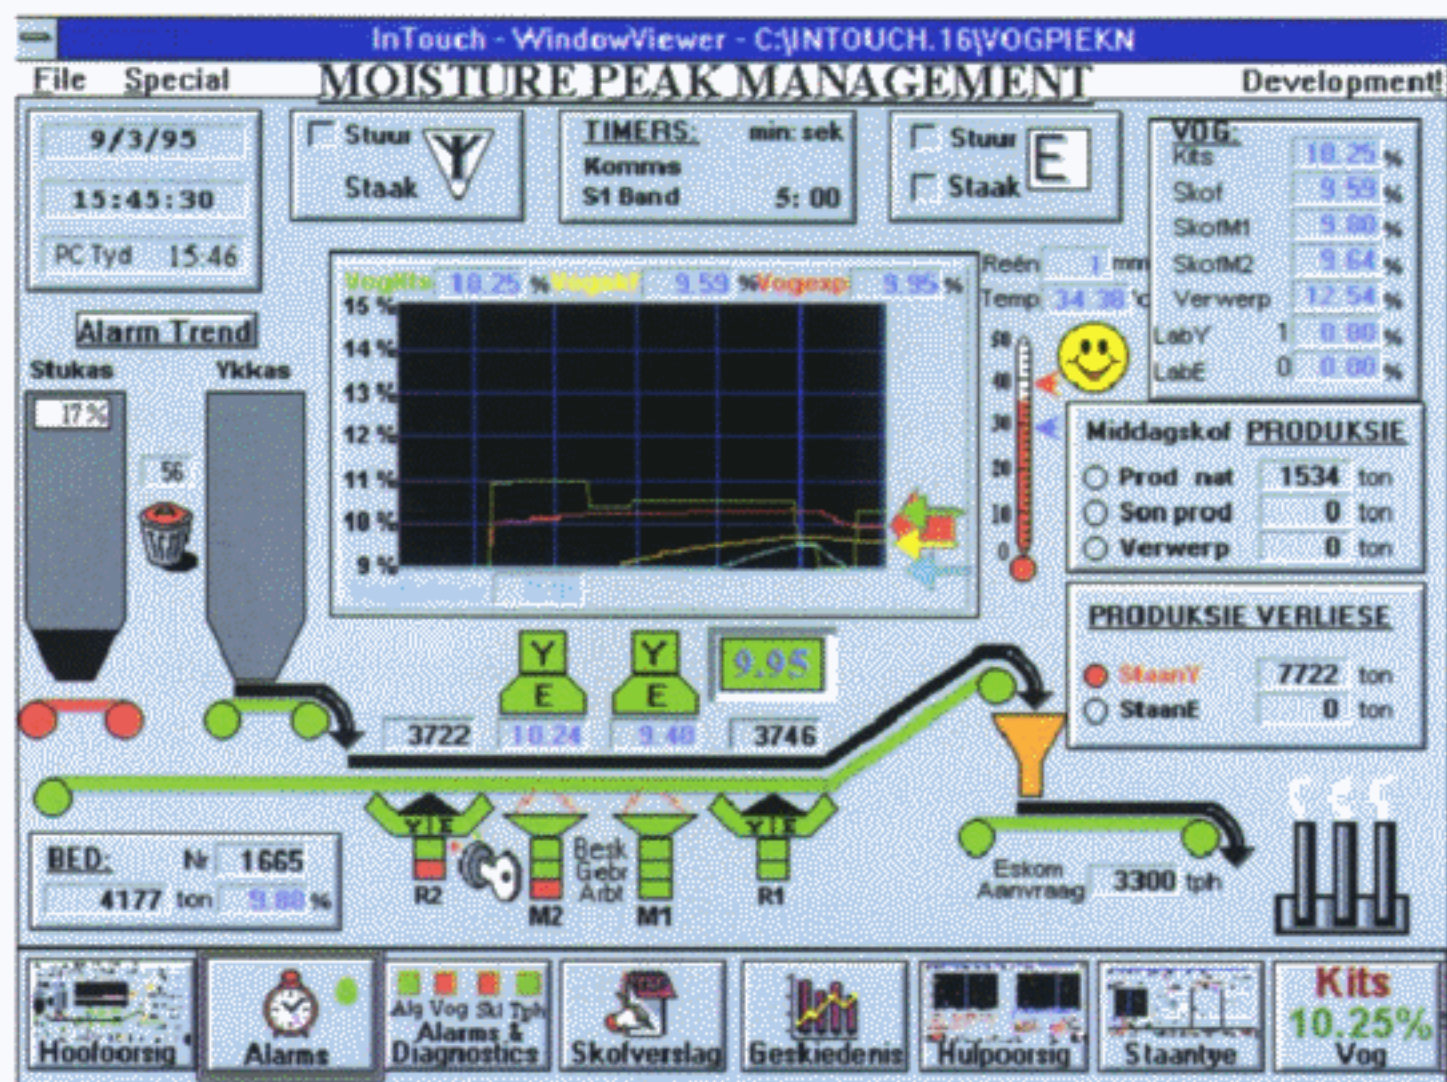 InTouch - WindowViewer - C:\INTOUCH.16\VOGPIEKN
File Special
MOISTURE PEAK MANAGEMENT
Development!
9/3/95
15:45:30
PC Tyd 15:46
Stuur
Staak
Y
TIMERS: min:sek
Komms
S1 Band 5:00
Stuur
Staak
E
VOG:
Kits 10.25 %
Skof 9.59 %
SkofM1 9.80 %
SkofM2 9.64 %
Verwerp 12.54 %
LabY 1 0.00 %
LabE 0 0.00 %
Alarm Trend
Stukas
17%
Ykkas
56
VogKts 10.25 % Vogskf 9.59 % Vogexp 9.95 %
15 %
14 %
13 %
12 %
11 %
10 %
9 %
Reën 1 mm
Temp 34.38 °c
50
40
30
20
10
0
Middagskof PRODUKSIE
Prod nat 1534 ton
Son prod 0 ton
Verwerp 0 ton
PRODUKSIE VERLIESE
StaanY 7722 ton
StaanE 0 ton
Y Y 9.95
E E
3722 10.24 9.40 3746
Y E Y E
Besk
Gebr
Arbt
R2 M2 M1 R1
BED: Nr 1665
4177 ton 9.80 %
Eskom
Aanvraag 3300 tph
Hoofoorsig
Alarms
Alg Vog Ski Tph
Alarms &
Diagnostics
Skofverslag
Geskiedenis
Hulpoorsig
Staantye
Kits
10.25%
Vog